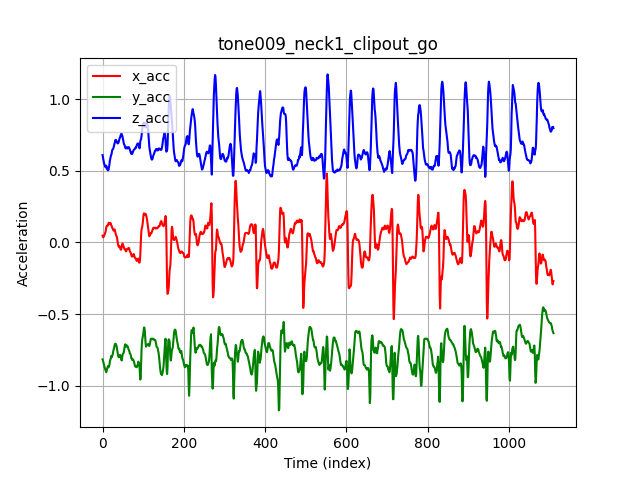 tone009_neck1_clipout_go
x_acc
y_acc
z_acc
1.0
0.5
0.0
−0.5
−1.0
Acceleration
0 200 400 600 800 1000
Time (index)